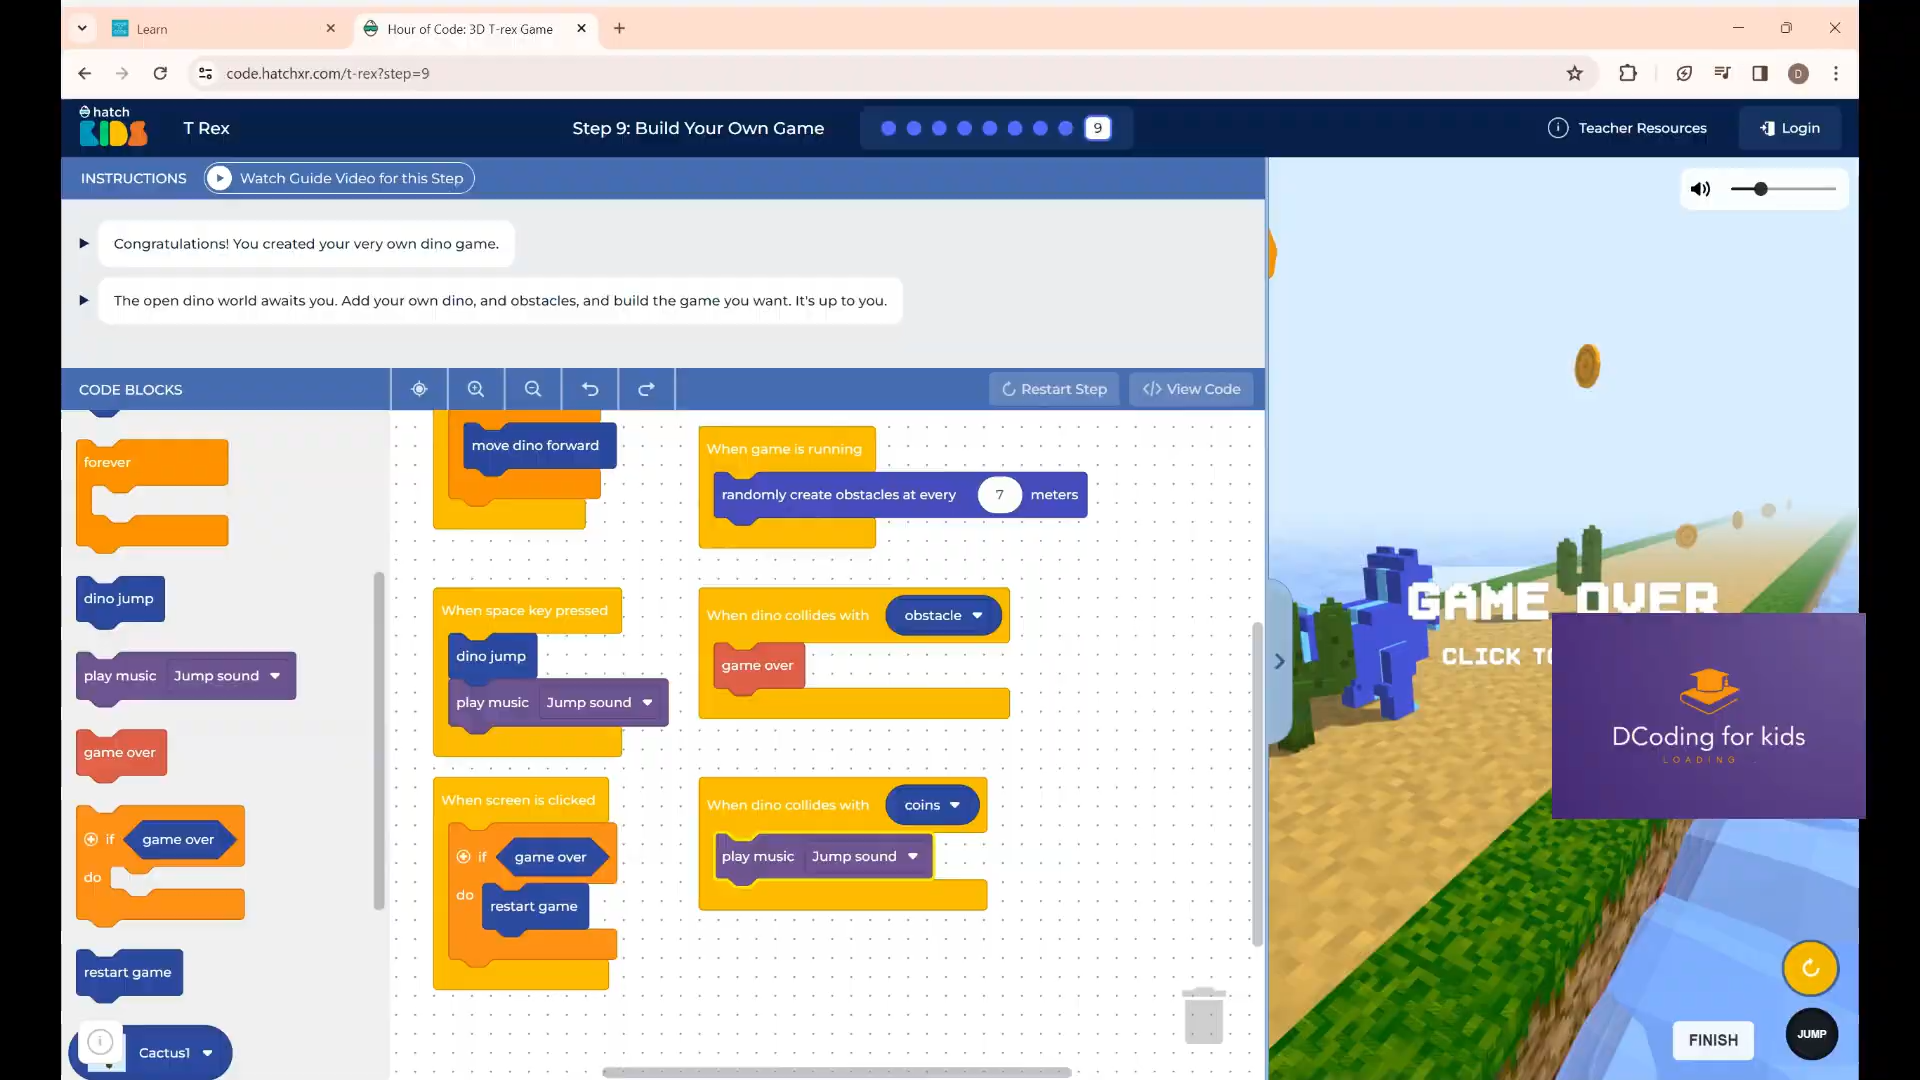 Learn
Hour of Code: 3D T-rex Game
code.hatchxr.com/t-rex?step=9
D
hatch
KIDS
T Rex
Step 9: Build Your Own Game
9
Teacher Resources
Login
INSTRUCTIONS
Watch Guide Video for this Step
Congratulations! You created your very own dino game.
The open dino world awaits you. Add your own dino, and obstacles, and build the game you want. It's up to you.
CODE BLOCKS
Restart Step
</> View Code
forever
dino jump
play music Jump sound
game over
if game over
do
restart game
Cactus1
move dino forward
When space key pressed
dino jump
play music Jump sound
When screen is clicked
if game over
do
restart game
When game is running
randomly create obstacles at every 7 meters
When dino collides with obstacle
game over
When dino collides with coins
play music Jump sound
GAME OVER
CLICK TO
DCoding for kids
LOADING
FINISH
JUMP